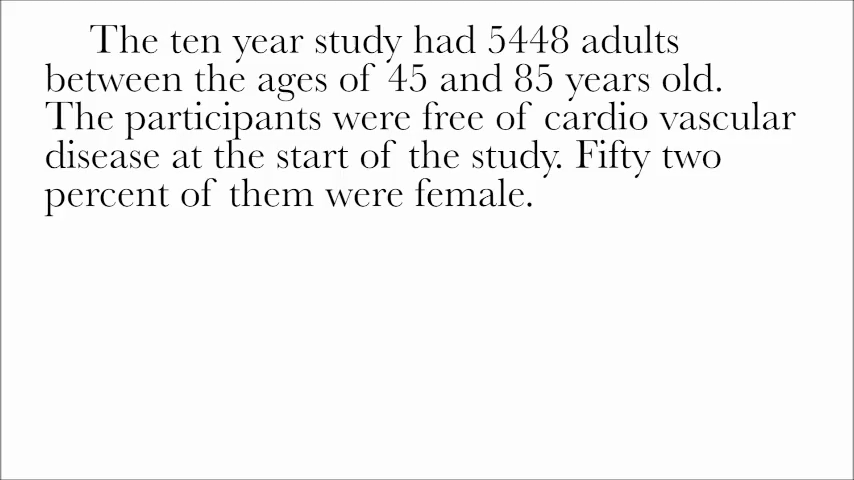 The ten year study had 5448 adults
between the ages of 45 and 85 years old.
The participants were free of cardio vascular
disease at the start of the study. Fifty two
percent of them were female.